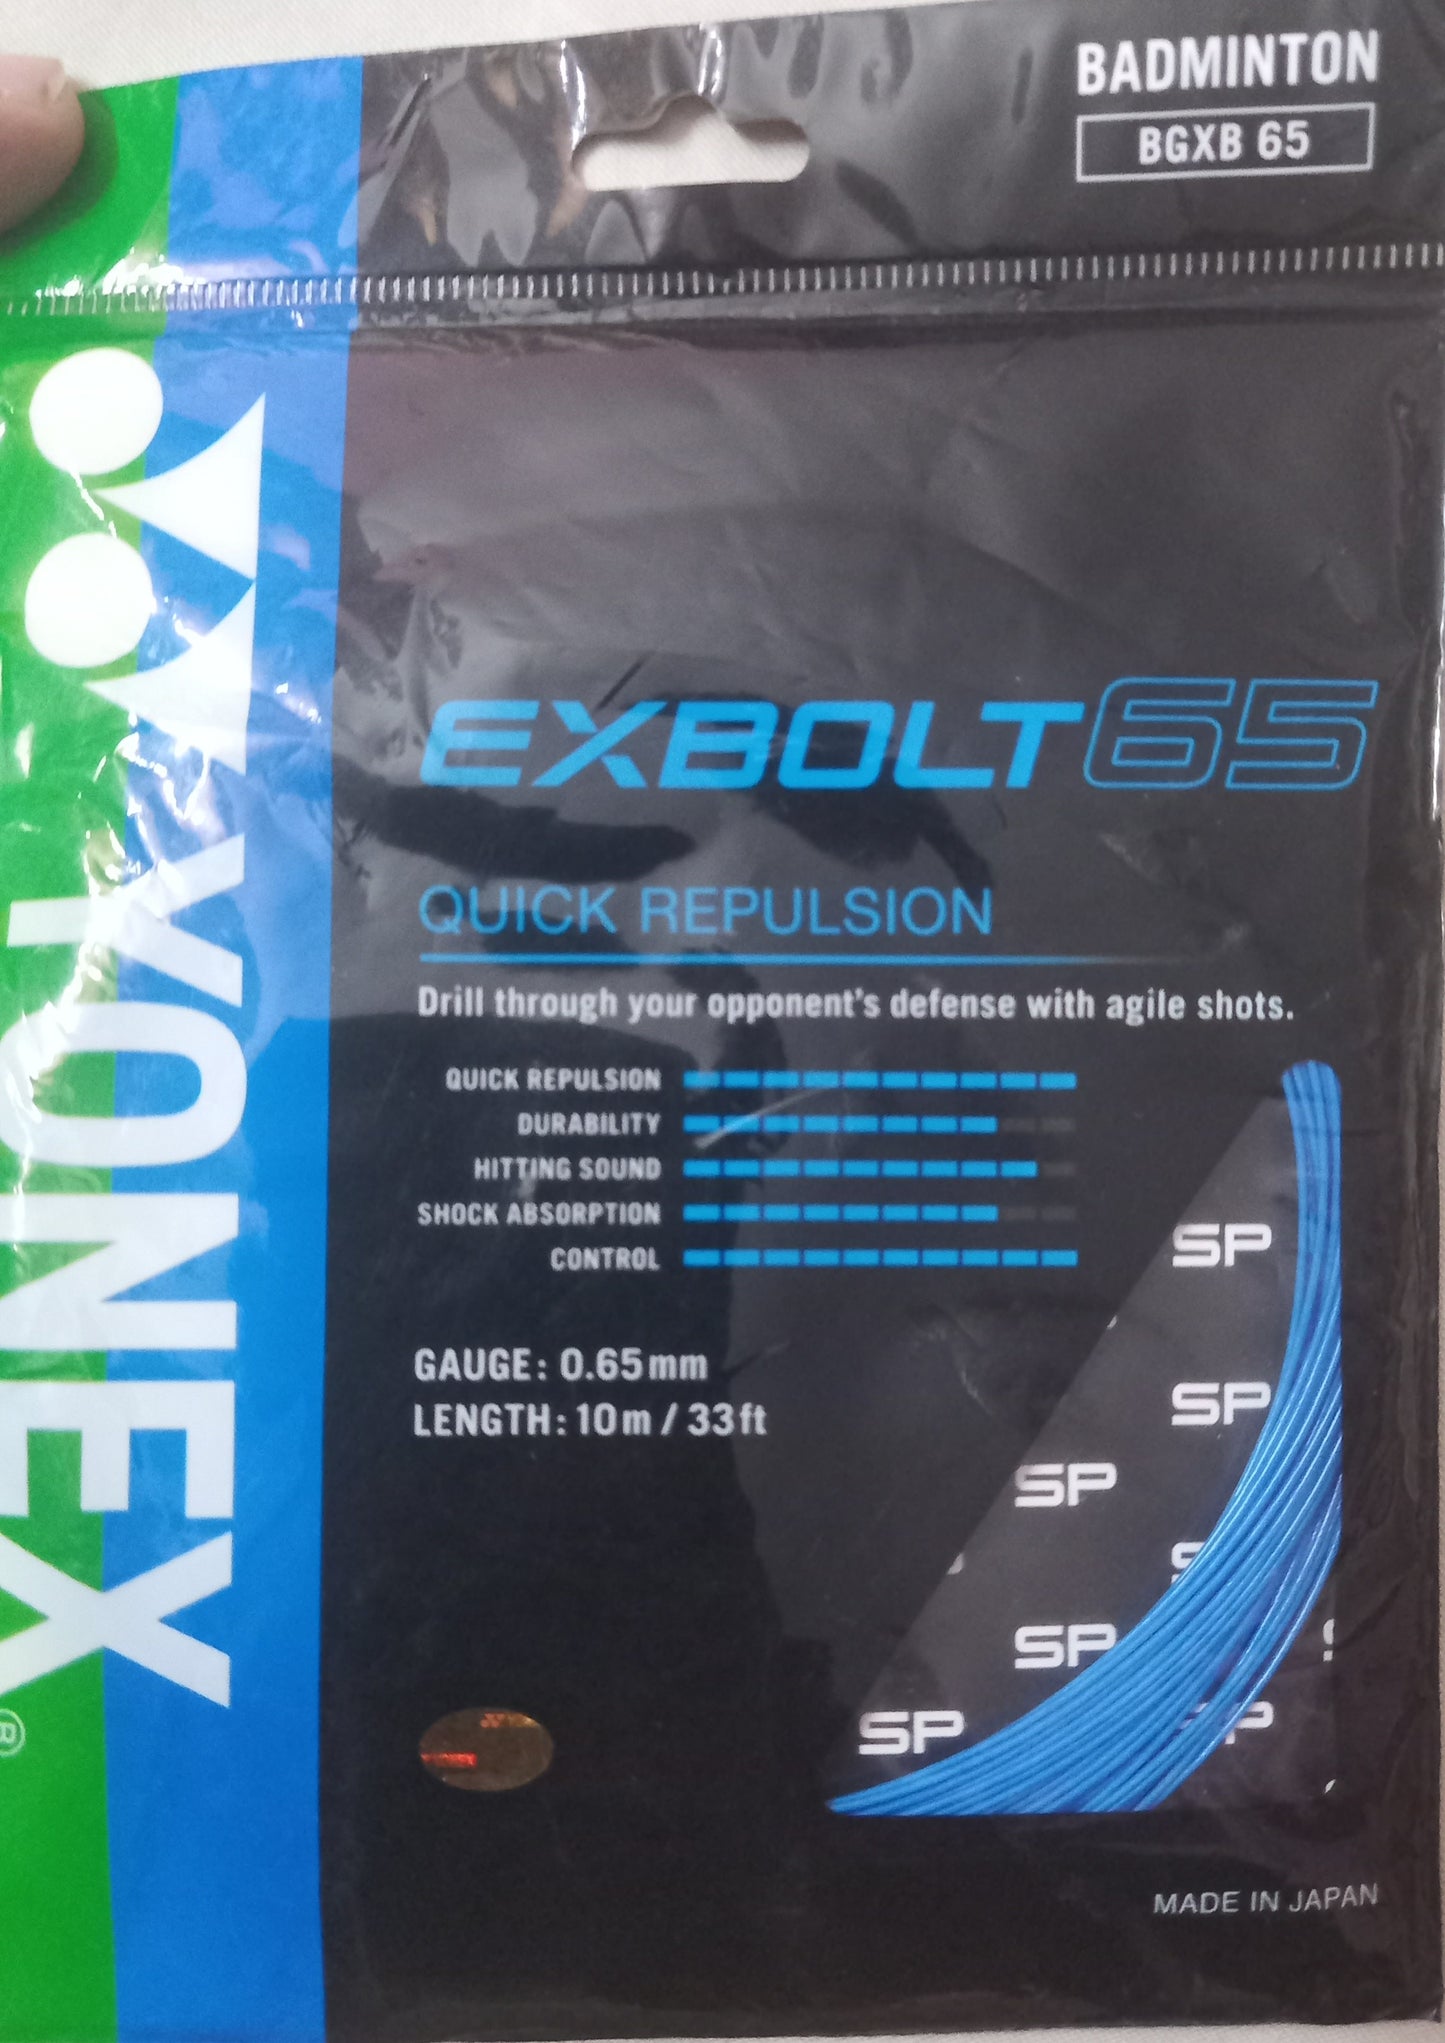 BADMINTON
BGXB 65
YONEX®
EXBOLT65
QUICK REPULSION
Drill through your opponent's defense with agile shots.
QUICK REPULSION
DURABILITY
HITTING SOUND
SHOCK ABSORPTION
CONTROL
GAUGE: 0.65mm
LENGTH: 10m / 33ft
SP
SP
SP
SP
SP
YONEX
MADE IN JAPAN